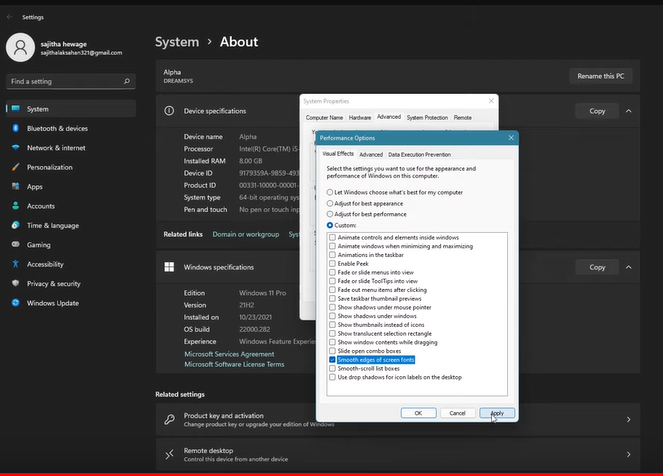 Settings
sajitha hewage
sajithalaksahan321@gmail.com
Find a setting
System
Bluetooth & devices
Network & internet
Personalization
Apps
Accounts
Time & language
Gaming
Accessibility
Privacy & security
Windows Update
System > About
Alpha
DREAMSYS
Rename this PC
Device specifications
Copy
Device name Alpha
Processor Intel(R) Core(TM) i5-
Installed RAM 8.00 GB
Device ID 9179359A-9859-493
Product ID 00331-10000-00001-
System type 64-bit operating sys
Pen and touch No pen or touch inp
Related links Domain or workgroup Syst
Windows specifications
Copy
Edition Windows 11 Pro
Version 21H2
Installed on 10/23/2021
OS build 22000.282
Experience Windows Feature Experie
Microsoft Services Agreement
Microsoft Software License Terms
Related settings
Product key and activation
Change product key or upgrade your edition of Windows
Remote desktop
Control this device from another device
System Properties
Computer Name Hardware Advanced System Protection Remote
Performance Options
Visual Effects Advanced Data Execution Prevention
Select the settings you want to use for the appearance and
performance of Windows on this computer.
Let Windows choose what's best for my computer
Adjust for best appearance
Adjust for best performance
Custom:
Animate controls and elements inside windows
Animate windows when minimizing and maximizing
Animations in the taskbar
Enable Peek
Fade or slide menus into view
Fade or slide ToolTips into view
Fade out menu items after clicking
Save taskbar thumbnail previews
Show shadows under mouse pointer
Show shadows under windows
Show thumbnails instead of icons
Show translucent selection rectangle
Show window contents while dragging
Slide open combo boxes
Smooth edges of screen fonts
Smooth-scroll list boxes
Use drop shadows for icon labels on the desktop
OK Cancel Apply